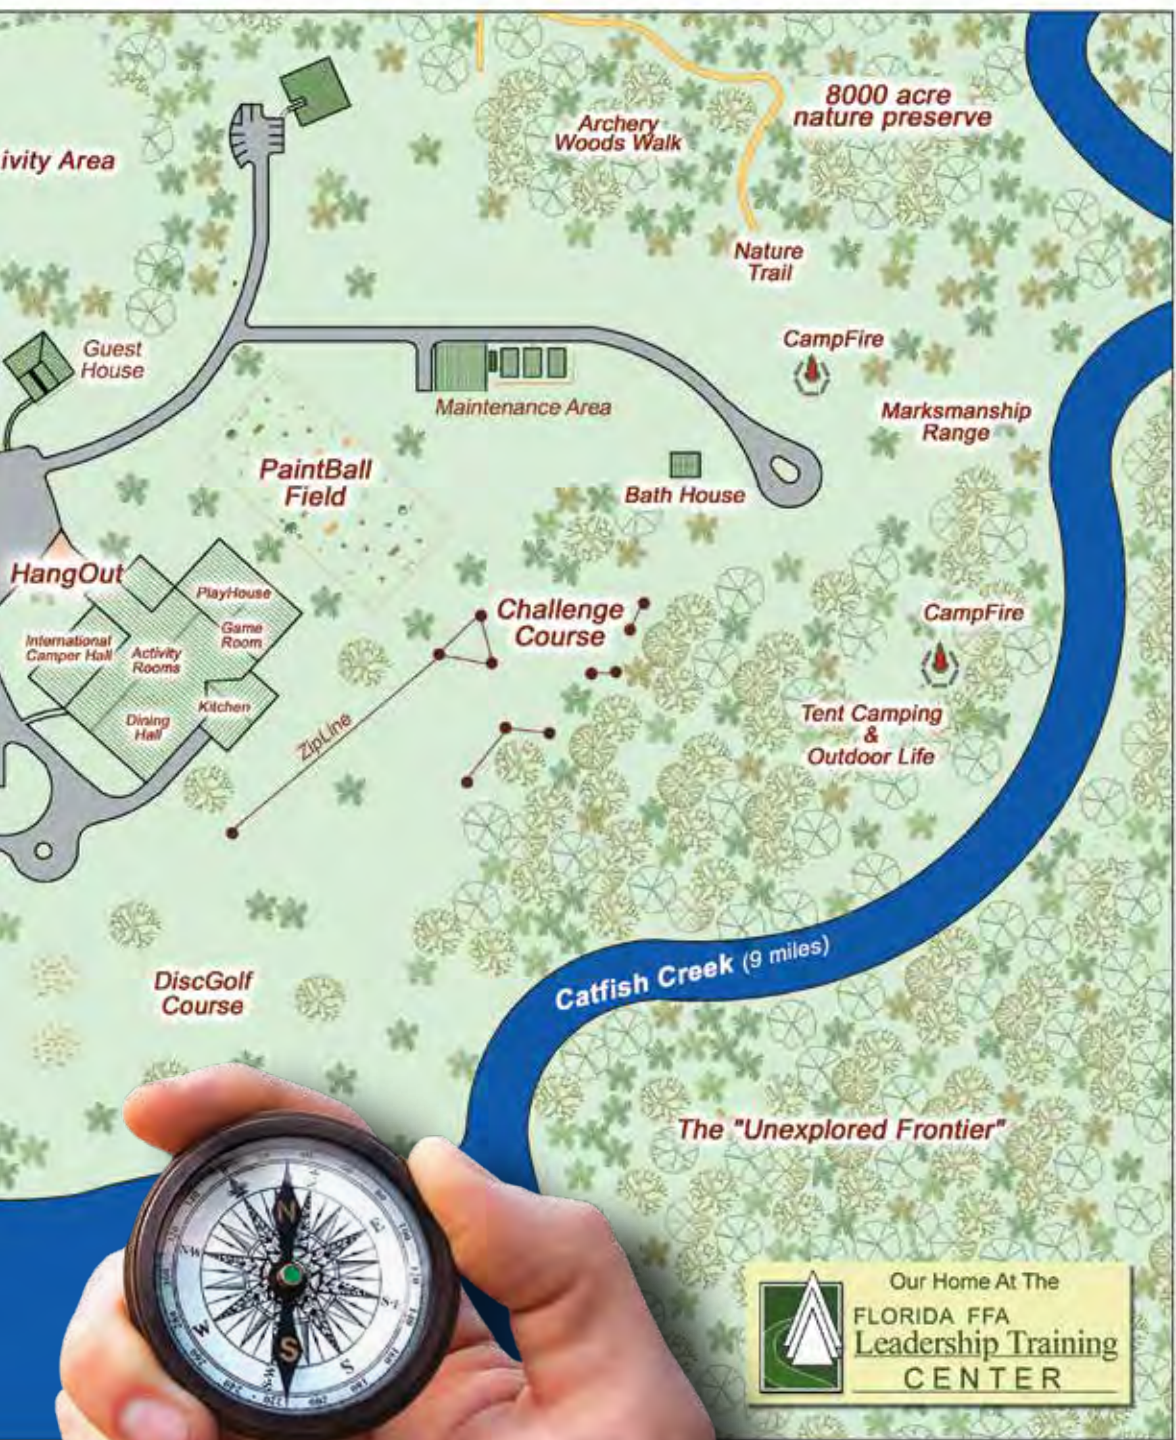 8000 acre
nature preserve
Archery
Woods Walk
ivity Area
Nature
Trail
CampFire
Guest
House
Maintenance Area
Marksmanship
Range
PaintBall
Field
Bath House
HangOut
PlayHouse
Challenge
Course
CampFire
International
Camper Hall
Activity
Rooms
Game
Room
Kitchen
Dining
Hall
ZipLine
Tent Camping
&
Outdoor Life
Catfish Creek (9 miles)
DiscGolf
Course
The "Unexplored Frontier"
N
NW
W
S
S
S-W
Our Home At The
FLORIDA FFA
Leadership Training
CENTER